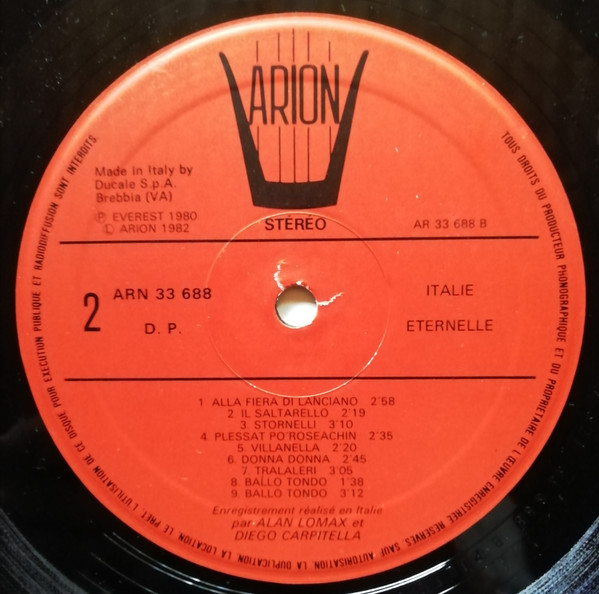 ARION
Made in Italy by
Ducale S.p.A.
Brebbia (VA)
Ⓟ EVEREST 1980
Ⓛ ARION 1982
STÉRÉO
AR 33 688 B
2
ARN 33 688
D. P.
ITALIE
ETERNELLE
1 ALLA FIERA DI LANCIANO 2'58
2. IL SALTARELLO 2'19
3. STORNELLI 3'10
4. PLESSAT PO'ROSEACHIN 2'35
5. VILLANELLA 2'20
6. DONNA DONNA 2'45
7. TRALALERI 3'05
8. BALLO TONDO 1'38
9. BALLO TONDO 3'12
Enregistrement réalisé en Italie
par ALAN LOMAX et
DIEGO CARPITELLA
TOUS DROITS DU PRODUCTEUR PHONOGRAPHIQUE ET DU PROPRIETAIRE DE L'ŒUVRE ENREGISTREE RESERVES. SAUF AUTORISATION, LA DUPLICATION, LA LOCATION, LE PRET, L'UTILISATION DE CE DISQUE POUR EXECUTION PUBLIQUE ET RADIODIFFUSION SONT INTERDITS.